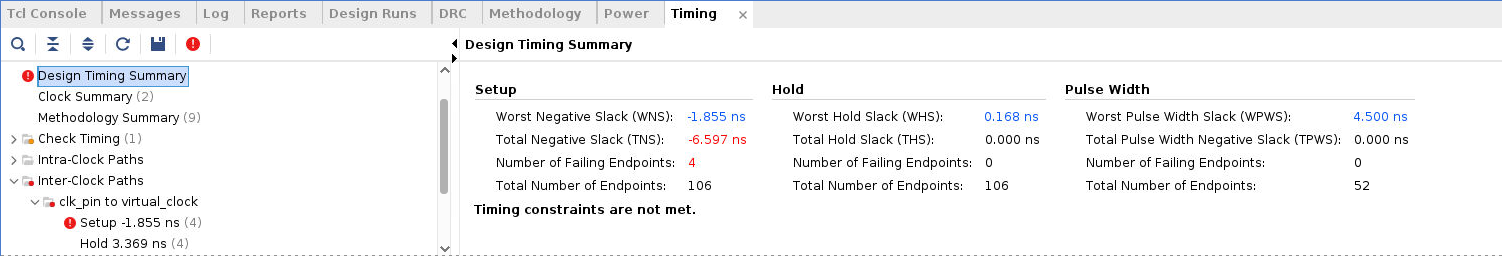 Tcl Console Messages Log Reports Design Runs DRC Methodology Power Timing ×
Design Timing Summary
Design Timing Summary
Clock Summary (2)
Methodology Summary (9)
Check Timing (1)
Intra-Clock Paths
Inter-Clock Paths
clk_pin to virtual_clock
Setup -1.855 ns (4)
Hold 3.369 ns (4)
Setup Hold Pulse Width
Worst Negative Slack (WNS): -1.855 ns Worst Hold Slack (WHS): 0.168 ns Worst Pulse Width Slack (WPWS): 4.500 ns
Total Negative Slack (TNS): -6.597 ns Total Hold Slack (THS): 0.000 ns Total Pulse Width Negative Slack (TPWS): 0.000 ns
Number of Failing Endpoints: 4 Number of Failing Endpoints: 0 Number of Failing Endpoints: 0
Total Number of Endpoints: 106 Total Number of Endpoints: 106 Total Number of Endpoints: 52
Timing constraints are not met.